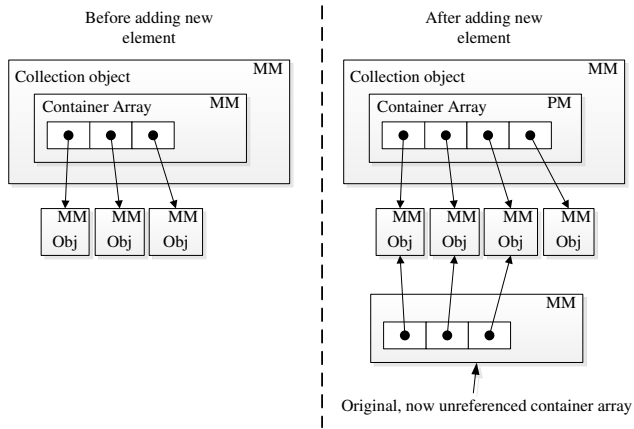 Before adding new
element
MM
Collection object
Container Array MM
MM MM MM
Obj Obj Obj
After adding new
element
MM
Collection object
Container Array PM
MM MM MM MM
Obj Obj Obj Obj
MM
Original, now unreferenced container array